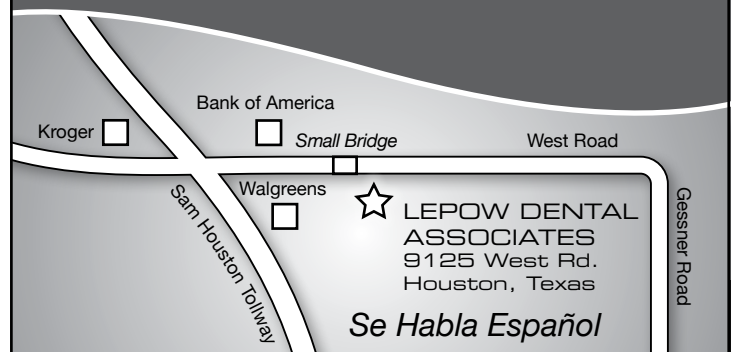 Bank of America
Kroger
Small Bridge
West Road
Walgreens
Sam Houston Tollway
LEPOW DENTAL
ASSOCIATES
9125 West Rd.
Houston, Texas
Gessner Road
Se Habla Español